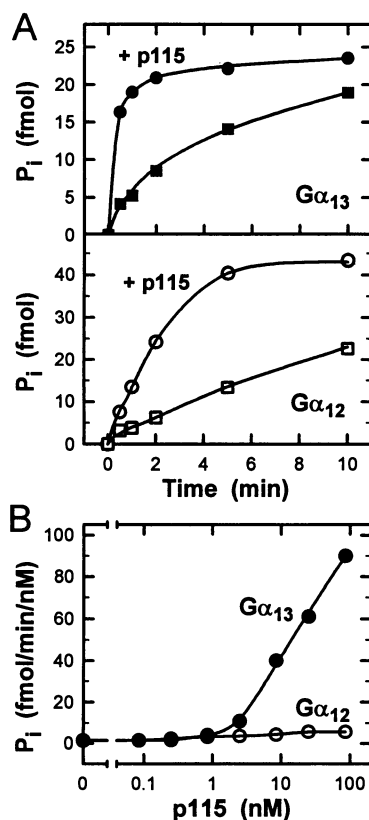 A
25
+ p115
20
15
Pi (fmol)
10
5
Gα13
0
+ p115
40
30
Pi (fmol)
20
10
Gα12
0
0 2 4 6 8 10
Time (min)
B
100
80
Gα13
60
Pi (fmol/min/nM)
40
20
Gα12
0
0 0.1 1 10 100
p115 (nM)